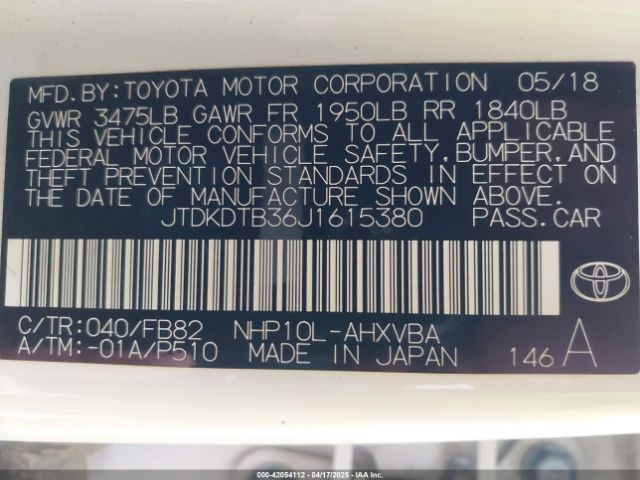 MFD.BY:TOYOTA MOTOR CORPORATION 05/18
GVWR 3475LB GAWR FR 1950LB RR 1840LB
THIS VEHICLE CONFORMS TO ALL APPLICABLE
FEDERAL MOTOR VEHICLE SAFETY,BUMPER,AND
THEFT PREVENTION STANDARDS IN EFFECT ON
THE DATE OF MANUFACTURE SHOWN ABOVE.
JTDKDTB36J1615380 PASS.CAR
C/TR:040/FB82 NHP10L-AHXVBA
A/TM:-01A/P510 MADE IN JAPAN 146 A
000-42054112 - 04/17/2025 - IAA Inc.